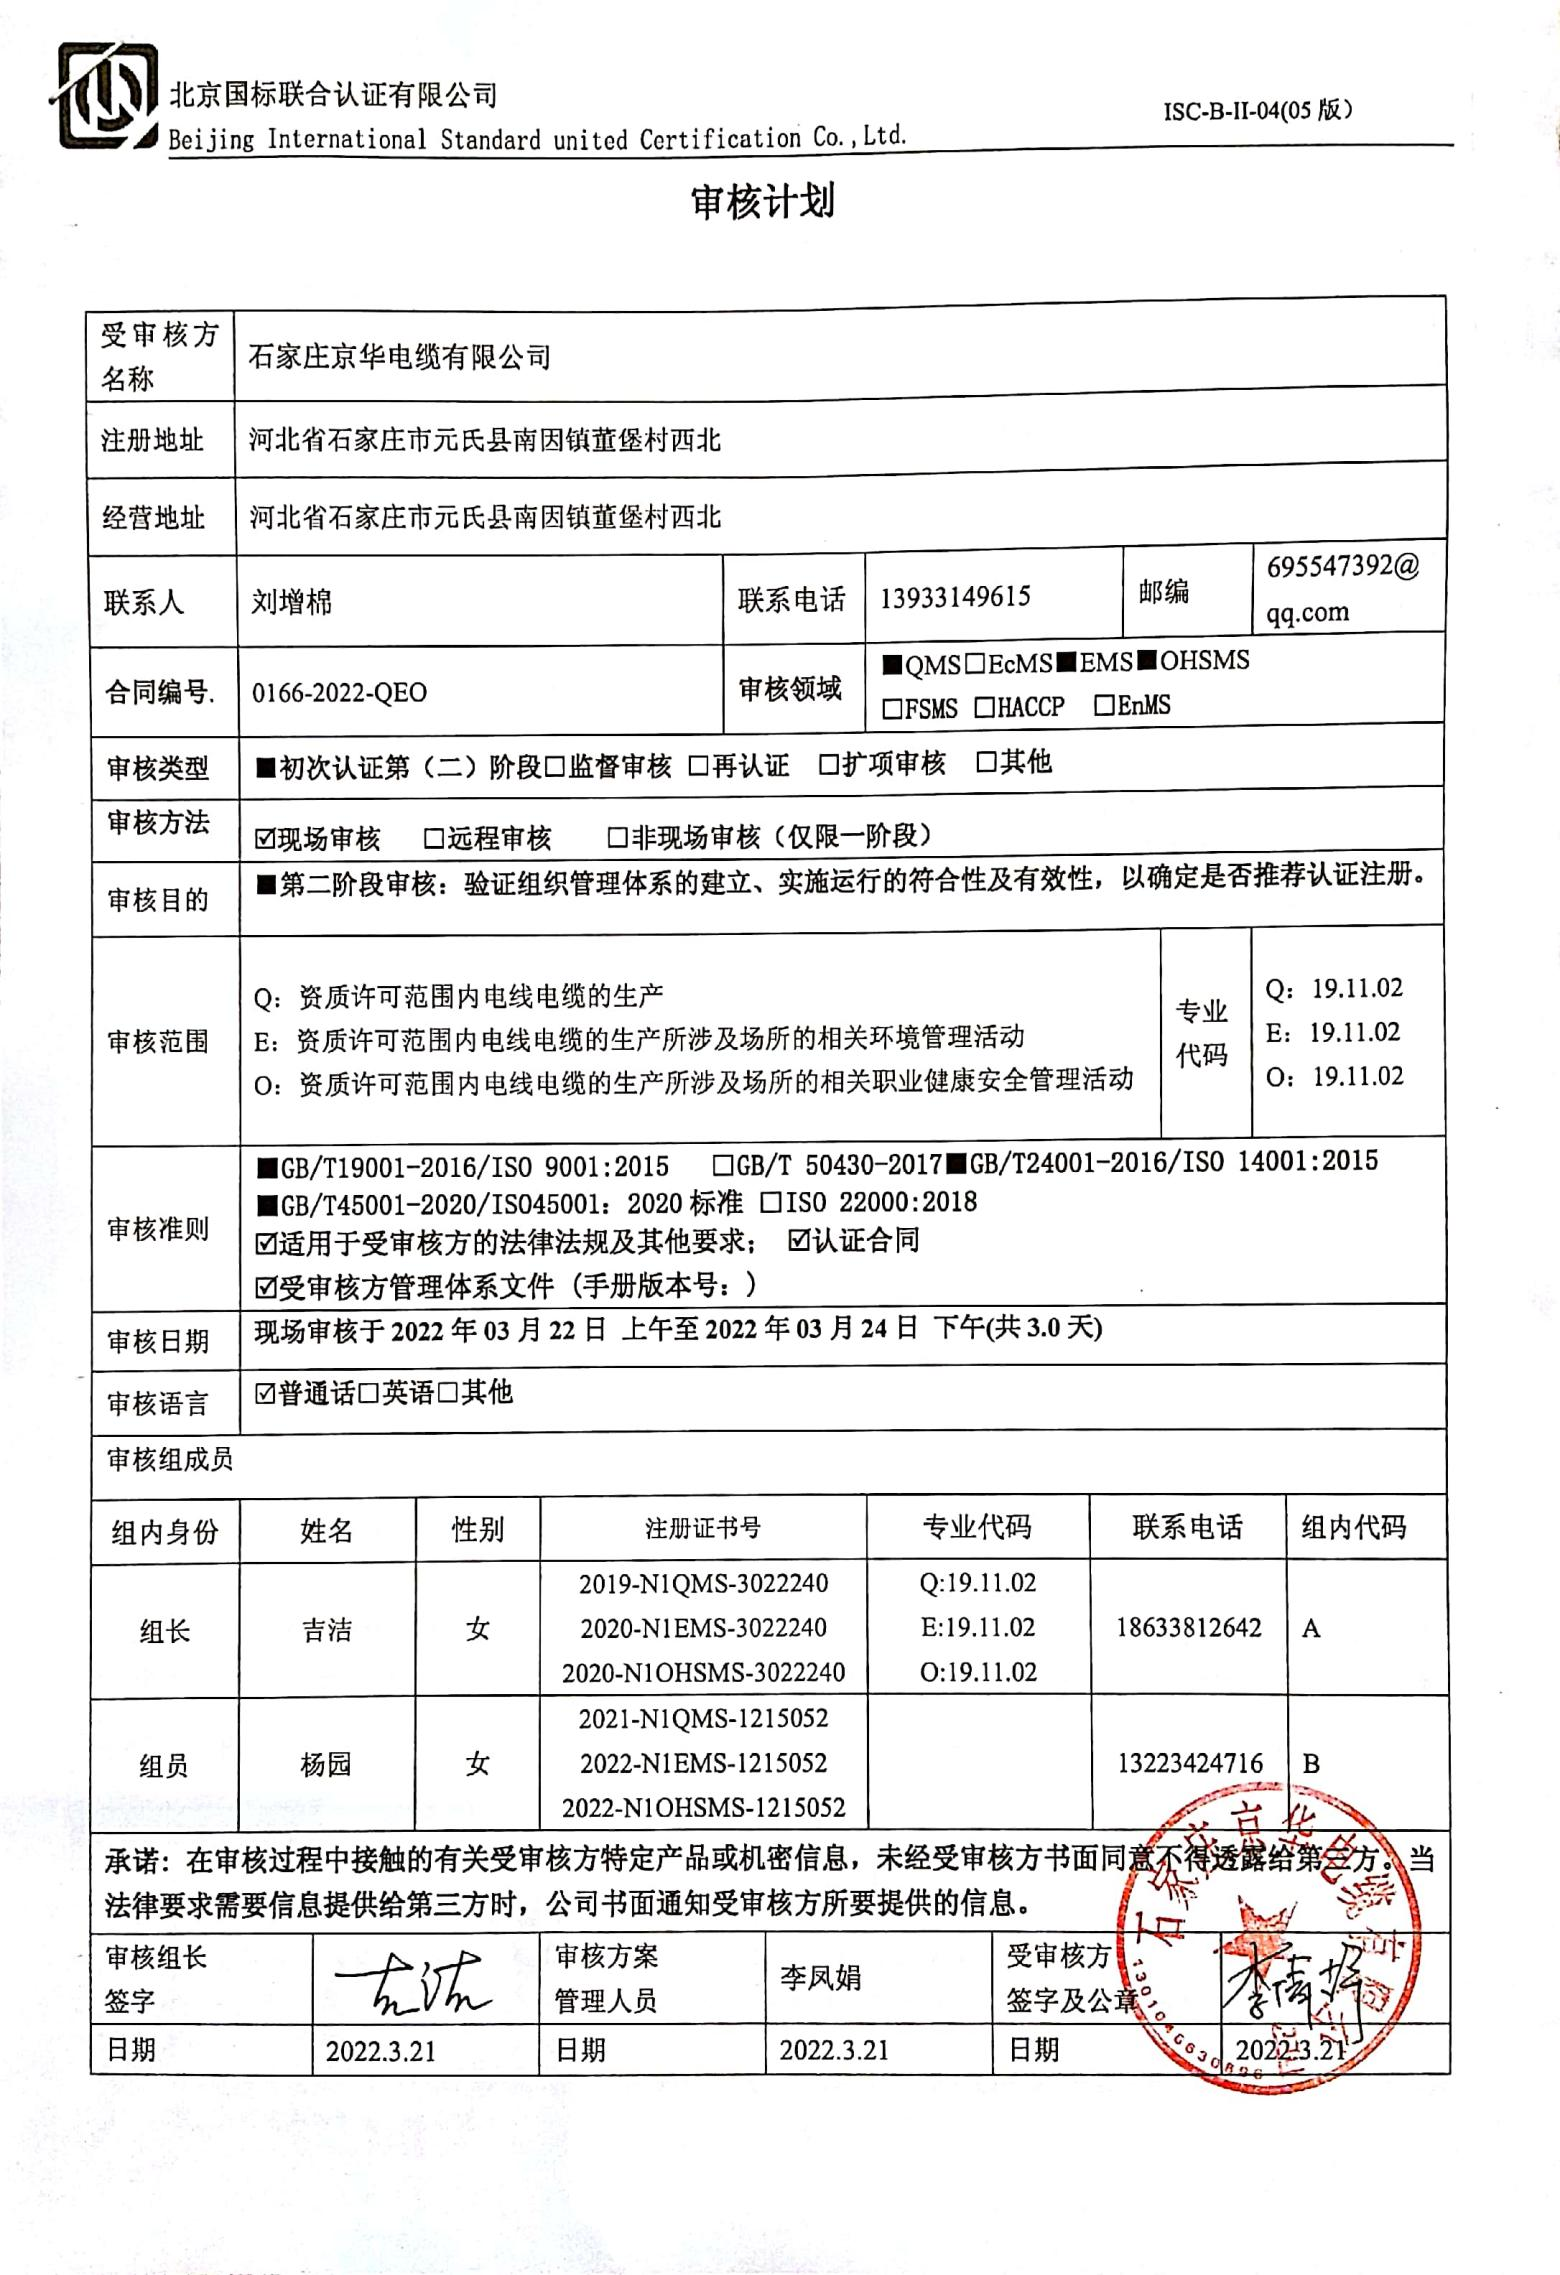 北京国标联合认证有限公司
Beijing International Standard united Certification Co.,Ltd.
ISC-B-II-04(05 版)
审核计划
受审核方
名称
石家庄京华电缆有限公司
注册地址
河北省石家庄市元氏县南因镇董堡村西北
经营地址
河北省石家庄市元氏县南因镇董堡村西北
联系人
刘增棉
联系电话
13933149615
邮编
695547392@
qq.com
合同编号.
0166-2022-QEO
审核领域
■QMS□EcMS■EMS■OHSMS
□FSMS □HACCP □EnMS
审核类型
■初次认证第（二）阶段□监督审核 □再认证 □扩项审核 □其他
审核方法
☑现场审核 □远程审核 □非现场审核（仅限一阶段）
审核目的
■第二阶段审核：验证组织管理体系的建立、实施运行的符合性及有效性，以确定是否推荐认证注册。
审核范围
Q：资质许可范围内电线电缆的生产
E：资质许可范围内电线电缆的生产所涉及场所的相关环境管理活动
O：资质许可范围内电线电缆的生产所涉及场所的相关职业健康安全管理活动
专业
代码
Q：19.11.02
E：19.11.02
O：19.11.02
审核准则
■GB/T19001-2016/ISO 9001:2015 □GB/T 50430-2017■GB/T24001-2016/ISO 14001:2015
■GB/T45001-2020/ISO45001：2020 标准 □ISO 22000:2018
☑适用于受审核方的法律法规及其他要求； ☑认证合同
☑受审核方管理体系文件（手册版本号：）
审核日期
现场审核于 2022 年 03 月 22 日 上午至 2022 年 03 月 24 日 下午(共 3.0 天)
审核语言
☑普通话□英语□其他
审核组成员
组内身份 姓名 性别 注册证书号 专业代码 联系电话 组内代码
组长
吉洁
女
2019-N1QMS-3022240
2020-N1EMS-3022240
2020-N1OHSMS-3022240
Q:19.11.02
E:19.11.02
O:19.11.02
18633812642
A
组员
杨园
女
2021-N1QMS-1215052
2022-N1EMS-1215052
2022-N1OHSMS-1215052
13223424716
B
承诺：在审核过程中接触的有关受审核方特定产品或机密信息，未经受审核方书面同意不得透露给第三方。当
法律要求需要信息提供给第三方时，公司书面通知受审核方所要提供的信息。
审核组长
签字
吉洁
审核方案
管理人员
李凤娟
受审核方
签字及公章
日期
2022.3.21
日期
2022.3.21
日期
2022.3.21
石家庄京华电缆有限公司